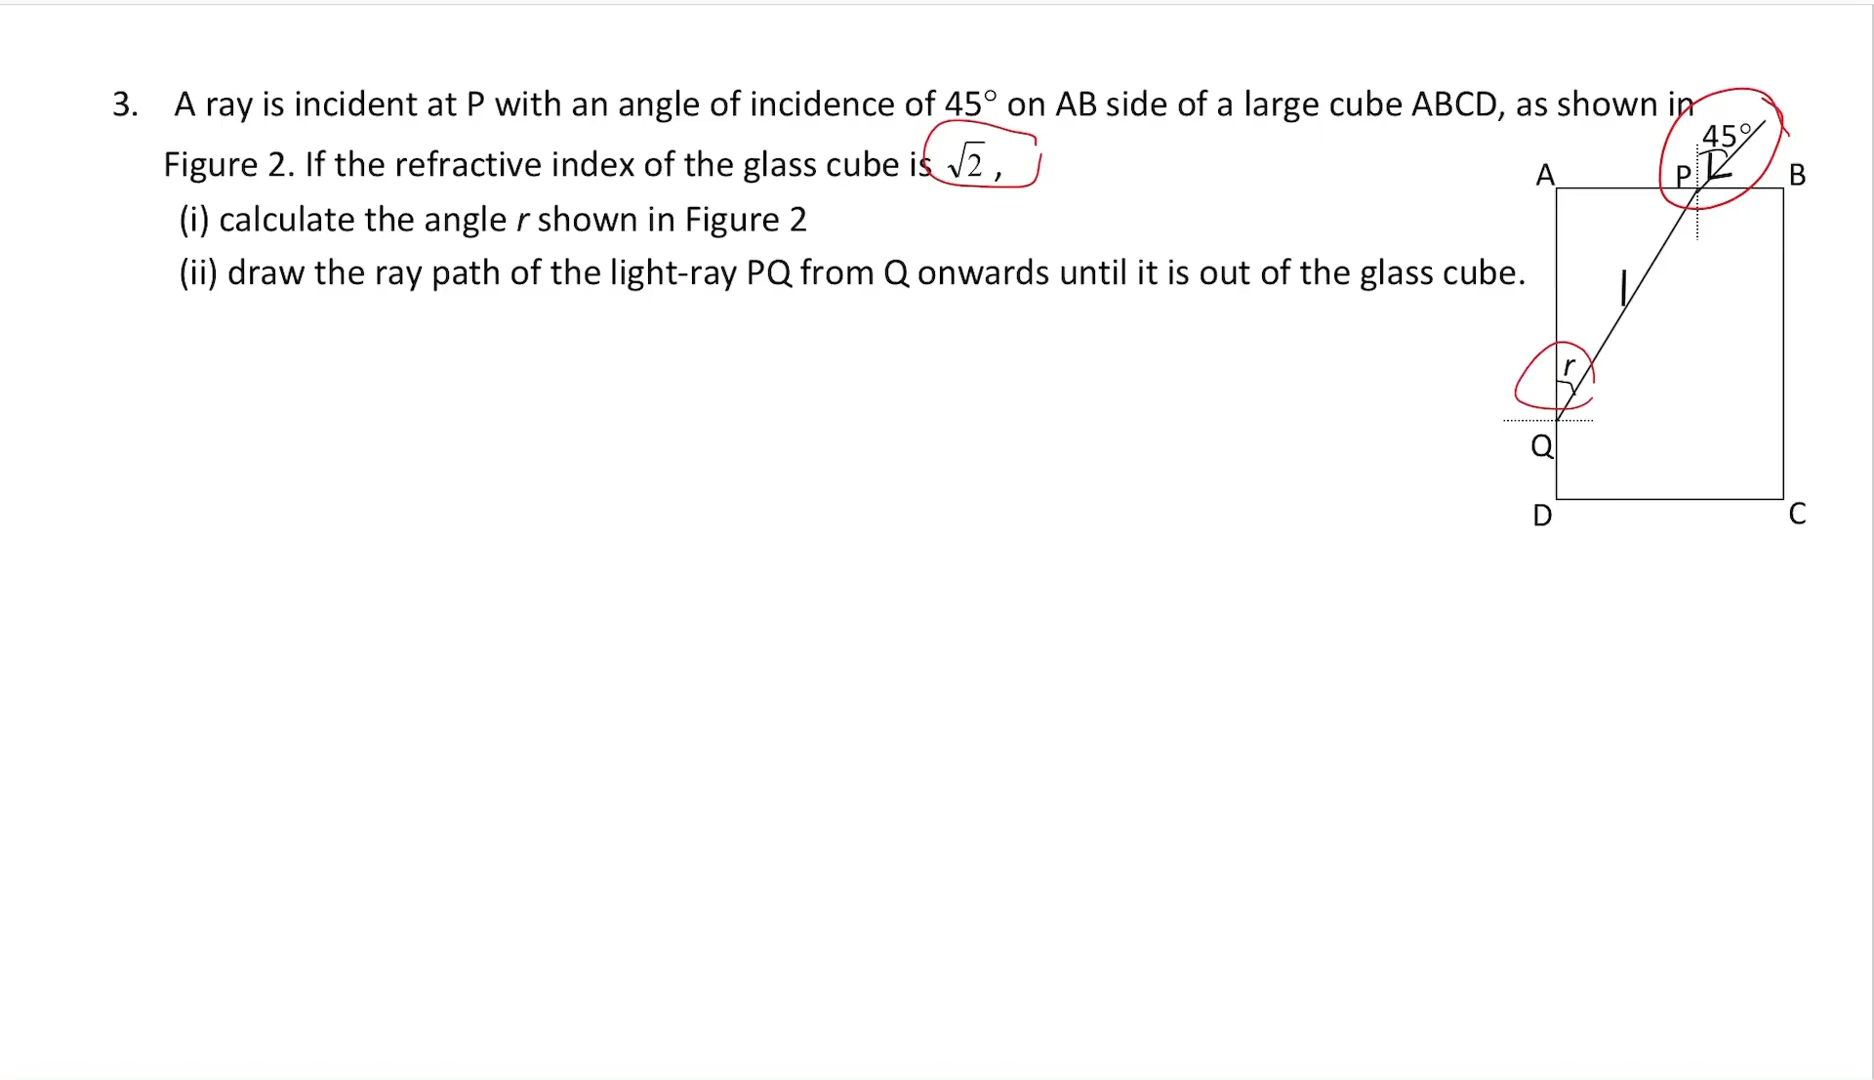 3. A ray is incident at P with an angle of incidence of 45° on AB side of a large cube ABCD, as shown in
Figure 2. If the refractive index of the glass cube is √2 ,
(i) calculate the angle r shown in Figure 2
(ii) draw the ray path of the light-ray PQ from Q onwards until it is out of the glass cube.
45°
A P B
r
Q
D C